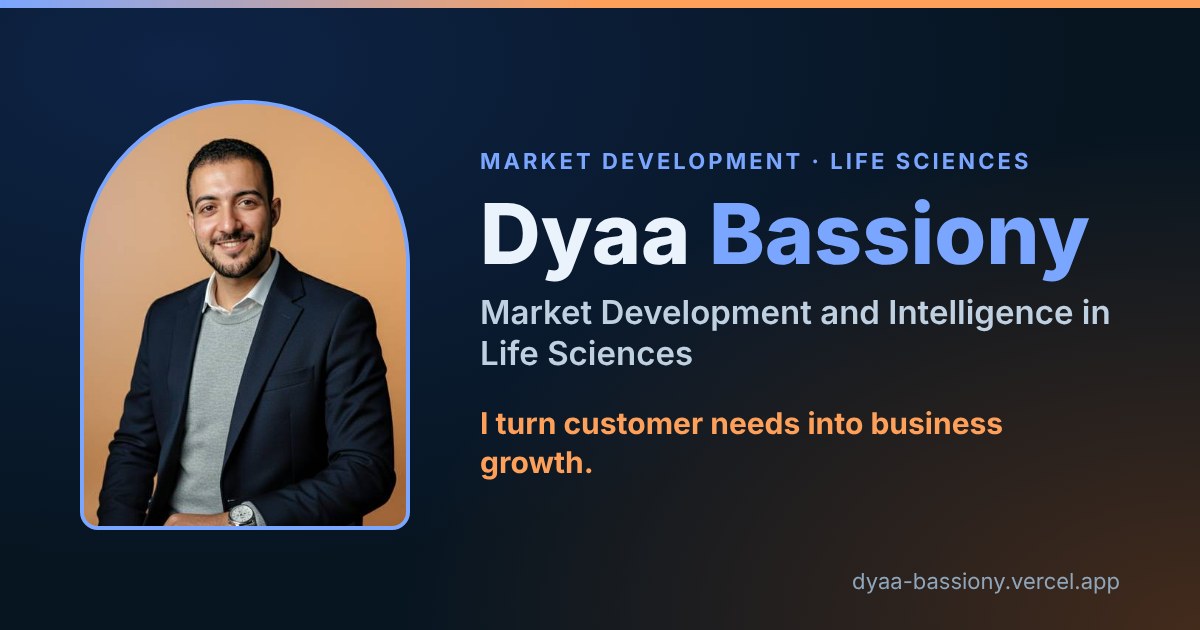 MARKET DEVELOPMENT · LIFE SCIENCES
Dyaa Bassiony
Market Development and Intelligence in
Life Sciences
I turn customer needs into business
growth.
dyaa-bassiony.vercel.app